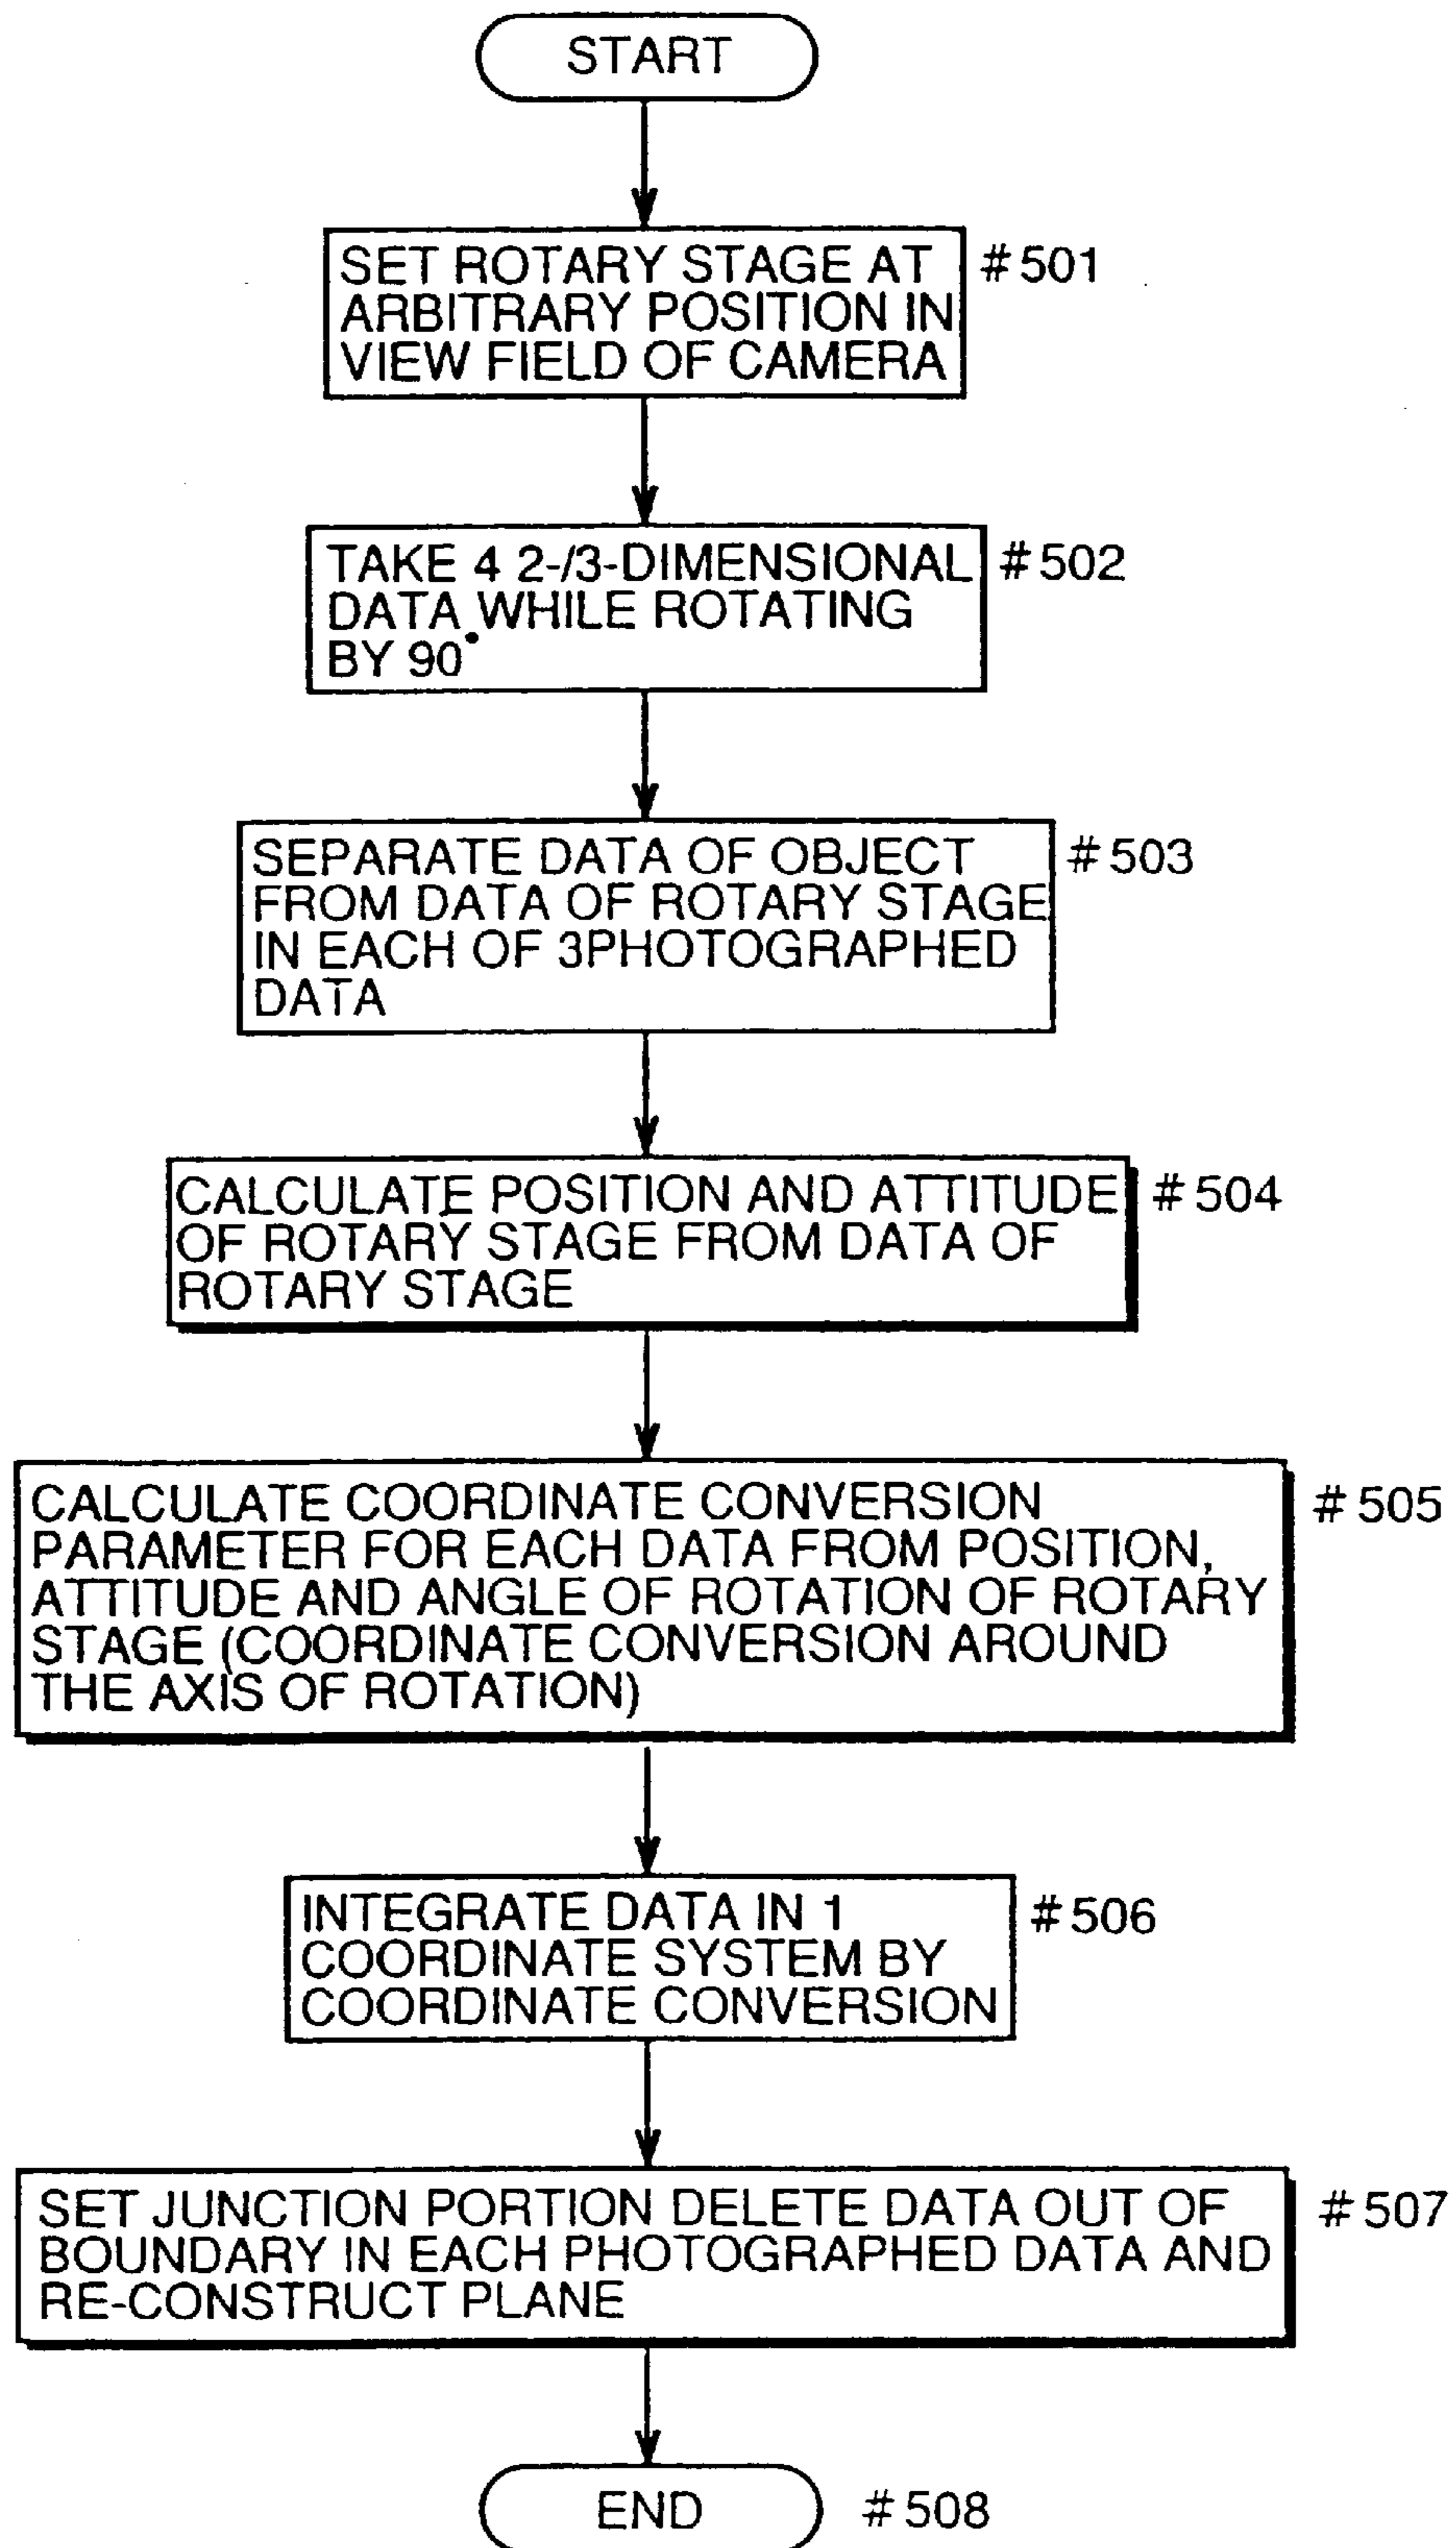 START
SET ROTARY STAGE AT #501
ARBITRARY POSITION IN
VIEW FIELD OF CAMERA
TAKE 4 2-/3-DIMENSIONAL #502
DATA WHILE ROTATING
BY 90°
SEPARATE DATA OF OBJECT #503
FROM DATA OF ROTARY STAGE
IN EACH OF 3PHOTOGRAPHED
DATA
CALCULATE POSITION AND ATTITUDE #504
OF ROTARY STAGE FROM DATA OF
ROTARY STAGE
CALCULATE COORDINATE CONVERSION #505
PARAMETER FOR EACH DATA FROM POSITION,
ATTITUDE AND ANGLE OF ROTATION OF ROTARY
STAGE (COORDINATE CONVERSION AROUND
THE AXIS OF ROTATION)
INTEGRATE DATA IN 1 #506
COORDINATE SYSTEM BY
COORDINATE CONVERSION
SET JUNCTION PORTION DELETE DATA OUT OF #507
BOUNDARY IN EACH PHOTOGRAPHED DATA AND
RE-CONSTRUCT PLANE
END #508